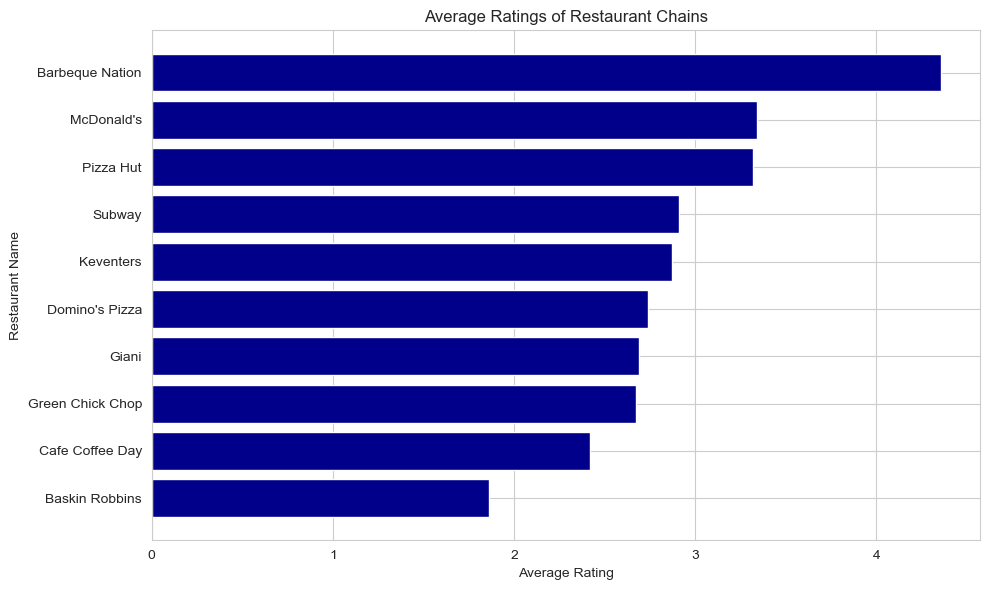 Average Ratings of Restaurant Chains
Restaurant Name
Barbeque Nation
McDonald's
Pizza Hut
Subway
Keventers
Domino's Pizza
Giani
Green Chick Chop
Cafe Coffee Day
Baskin Robbins
0 1 2 3 4
Average Rating